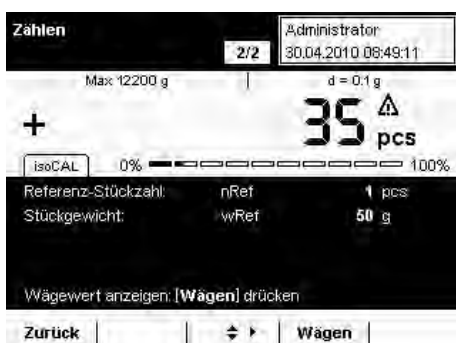 Zählen
Administrator
2/2 30.04.2010 08:49:11
Max 12200 g d = 0.1 g
+ 35 pcs
isoCAL 0% 100%
Referenz-Stückzahl: nRef 1 pcs
Stückgewicht: wRef 50 g
Wägewert anzeigen: [Wägen] drücken
Zurück Wägen